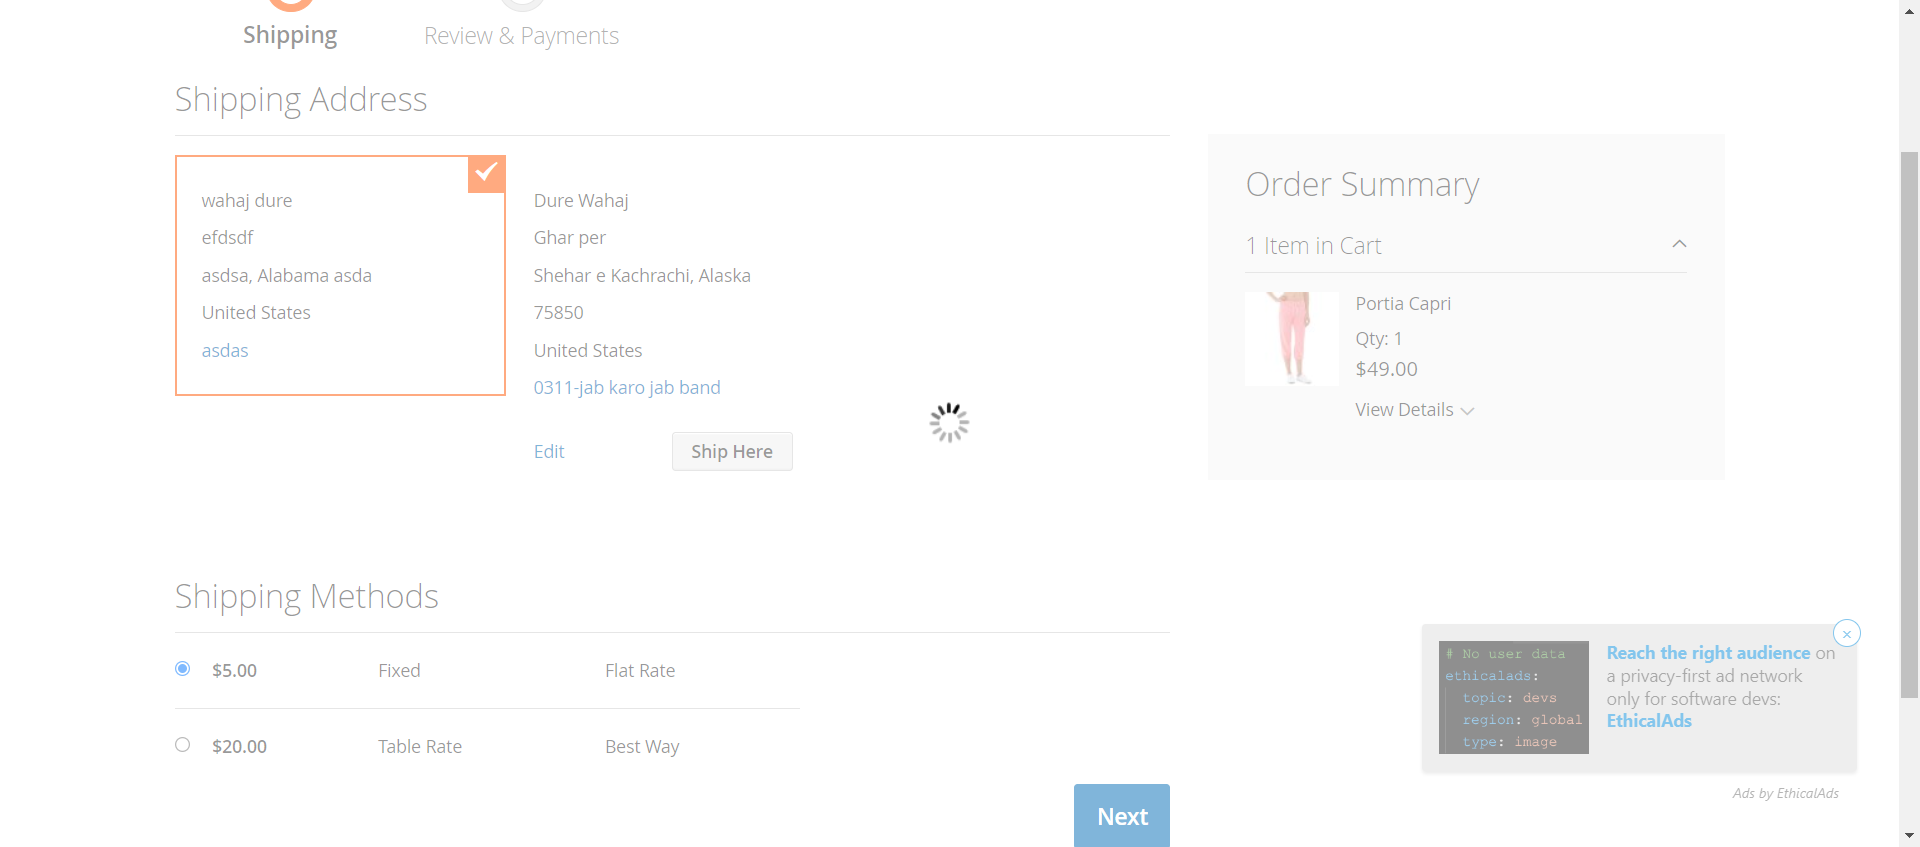 Shipping
Review & Payments
Shipping Address
wahaj dure
efdsdf
asdsa, Alabama asda
United States
asdas
Dure Wahaj
Ghar per
Shehar e Kachrachi, Alaska
75850
United States
0311-jab karo jab band
Edit
Ship Here
Order Summary
1 Item in Cart
Portia Capri
Qty: 1
$49.00
View Details
Shipping Methods
$5.00 Fixed Flat Rate
$20.00 Table Rate Best Way
Next
# No user data
ethicalads:
topic: devs
region: global
type: image
Reach the right audience on
a privacy-first ad network
only for software devs:
EthicalAds
Ads by EthicalAds